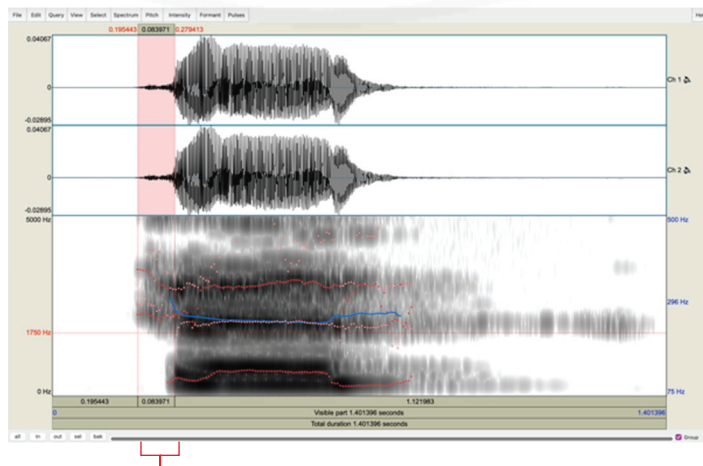 File Edit Query View Select Spectrum Pitch Intensity Formant Pulses
0.195443 0.083971 0.279413
0.04067
0
-0.02895
Ch 1
0.04067
0
-0.02895
Ch 2
5000 Hz
500 Hz
296 Hz
1750 Hz
0 Hz
75 Hz
0.195443 0.083971 1.121983
0 Visible part 1.401396 seconds 1.401396
Total duration 1.401396 seconds
all in out sel bak Group